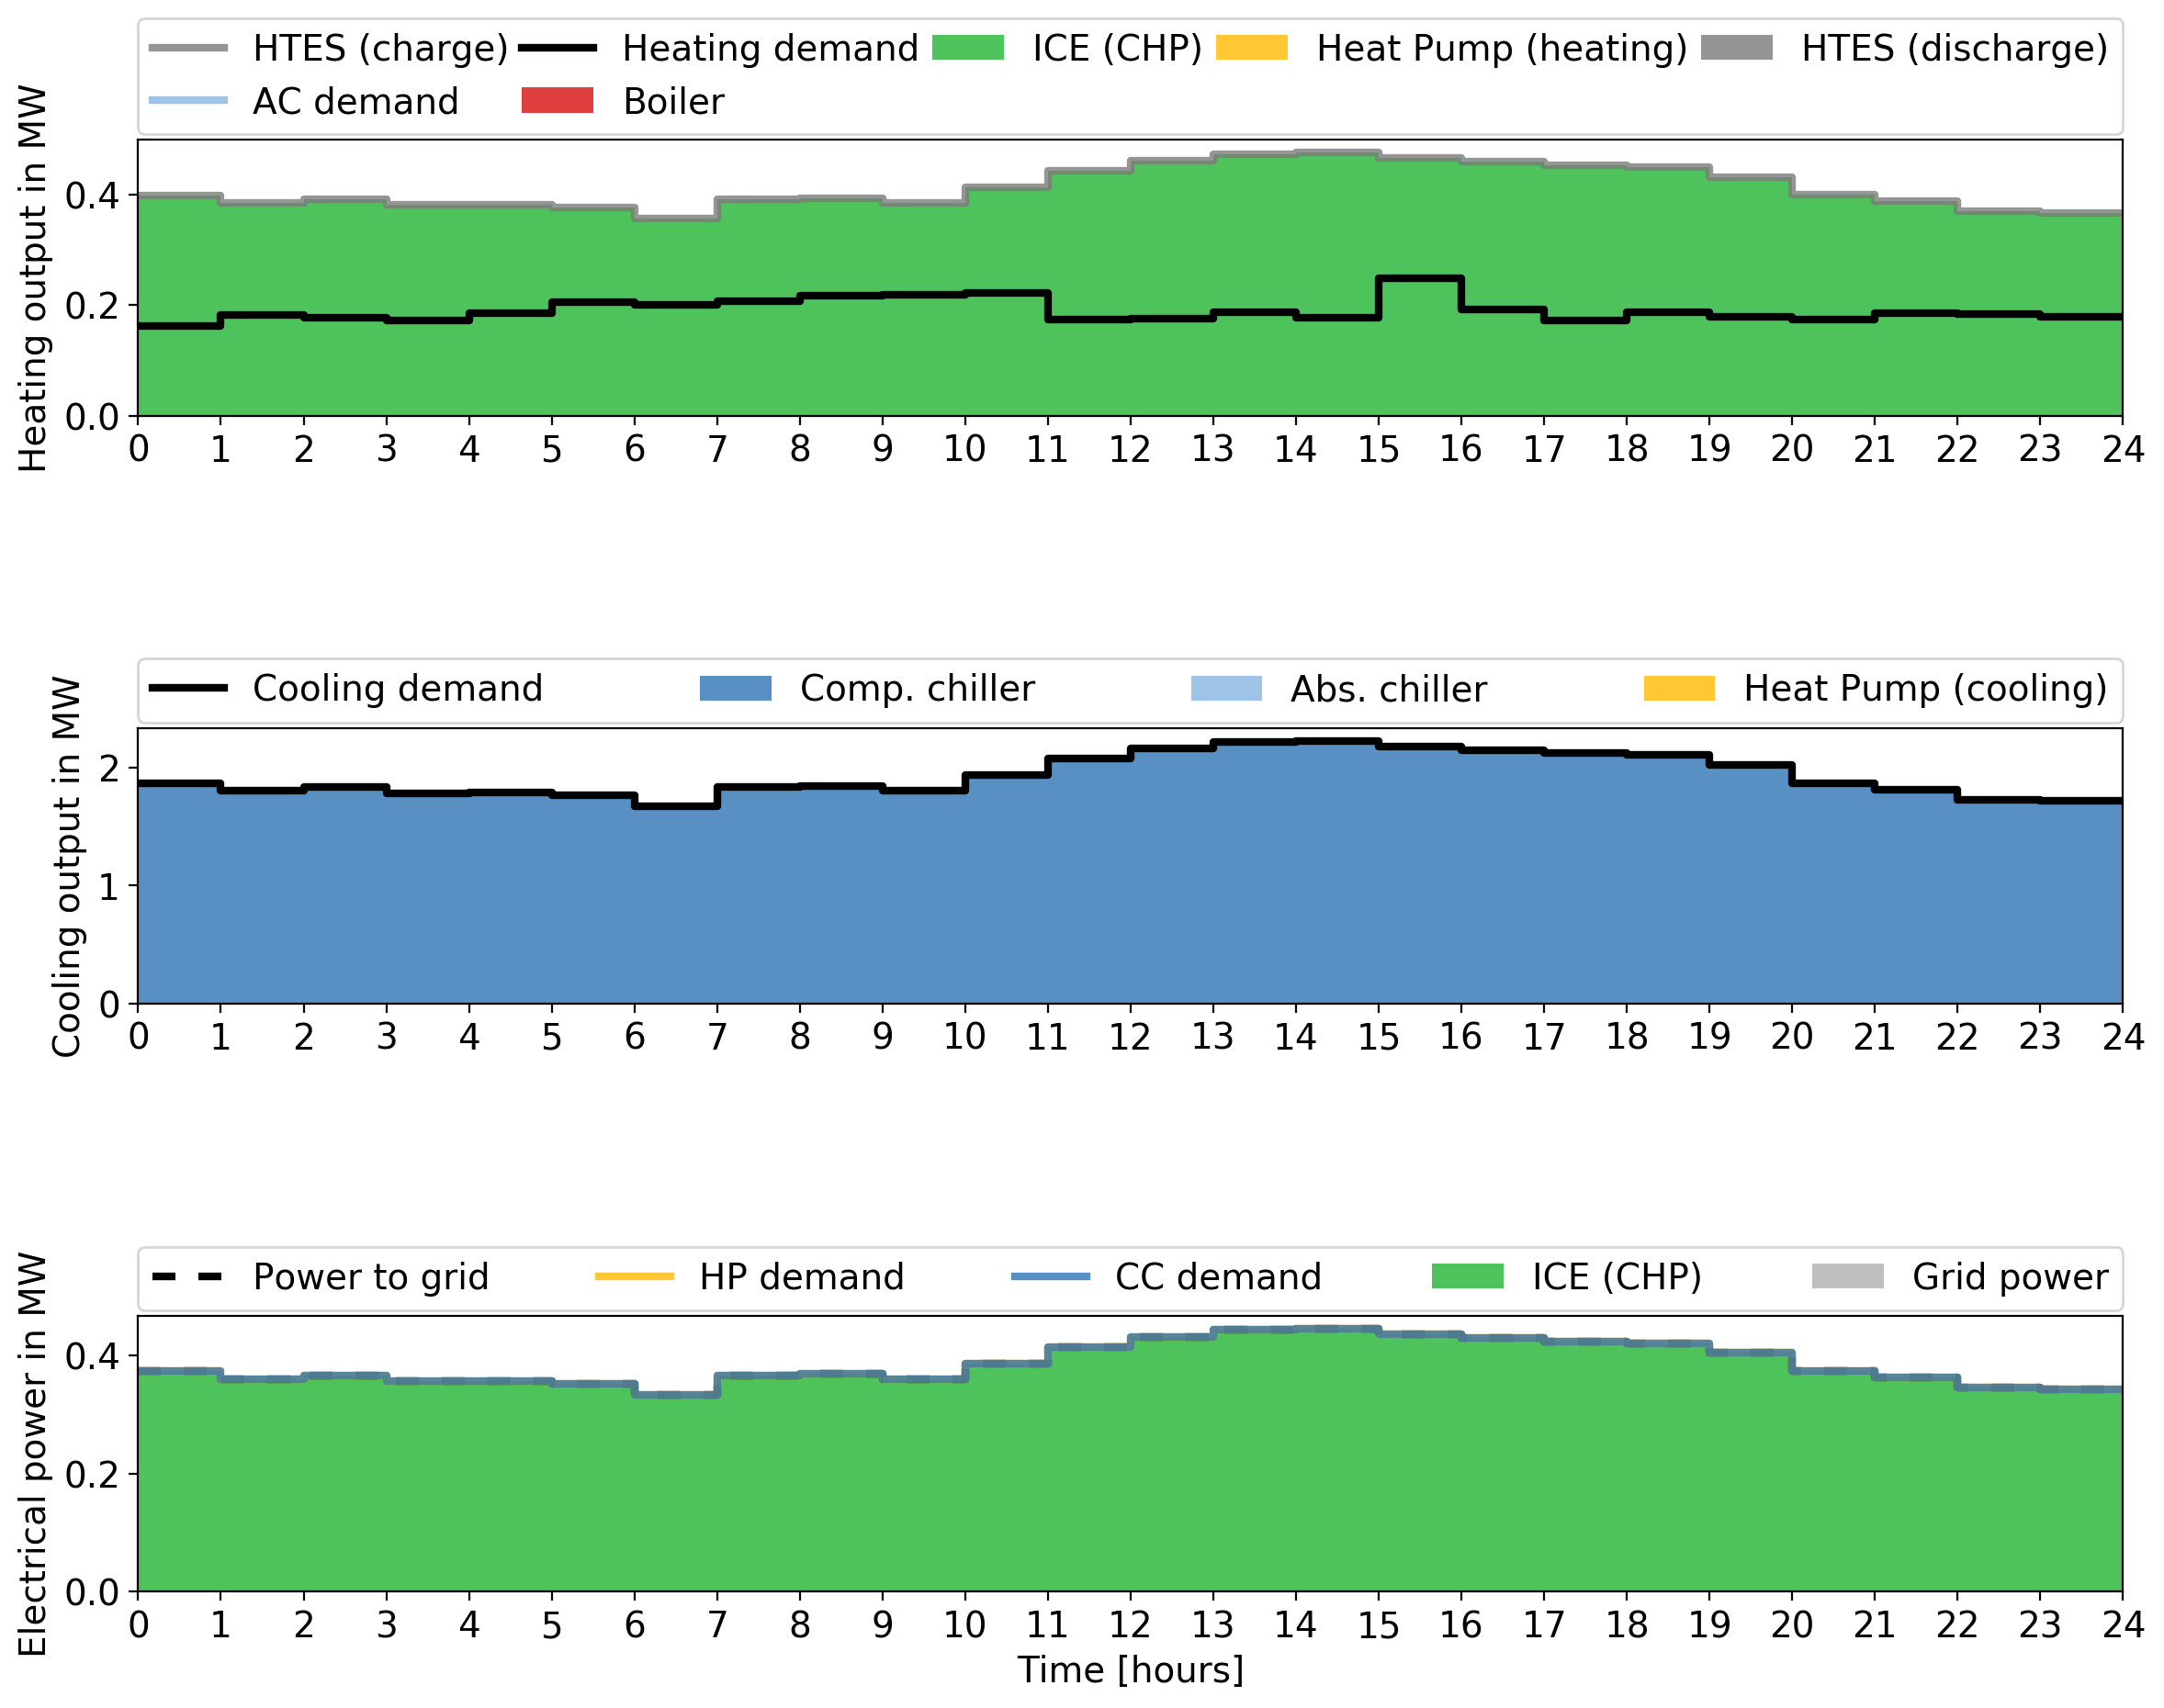 HTES (charge) Heating demand ICE (CHP) Heat Pump (heating) HTES (discharge)
AC demand Boiler
Heating output in MW
0.4
0.2
0.0
0 1 2 3 4 5 6 7 8 9 10 11 12 13 14 15 16 17 18 19 20 21 22 23 24
Cooling demand Comp. chiller Abs. chiller Heat Pump (cooling)
Cooling output in MW
2
1
0
0 1 2 3 4 5 6 7 8 9 10 11 12 13 14 15 16 17 18 19 20 21 22 23 24
Power to grid HP demand CC demand ICE (CHP) Grid power
Electrical power in MW
0.4
0.2
0.0
0 1 2 3 4 5 6 7 8 9 10 11 12 13 14 15 16 17 18 19 20 21 22 23 24
Time [hours]